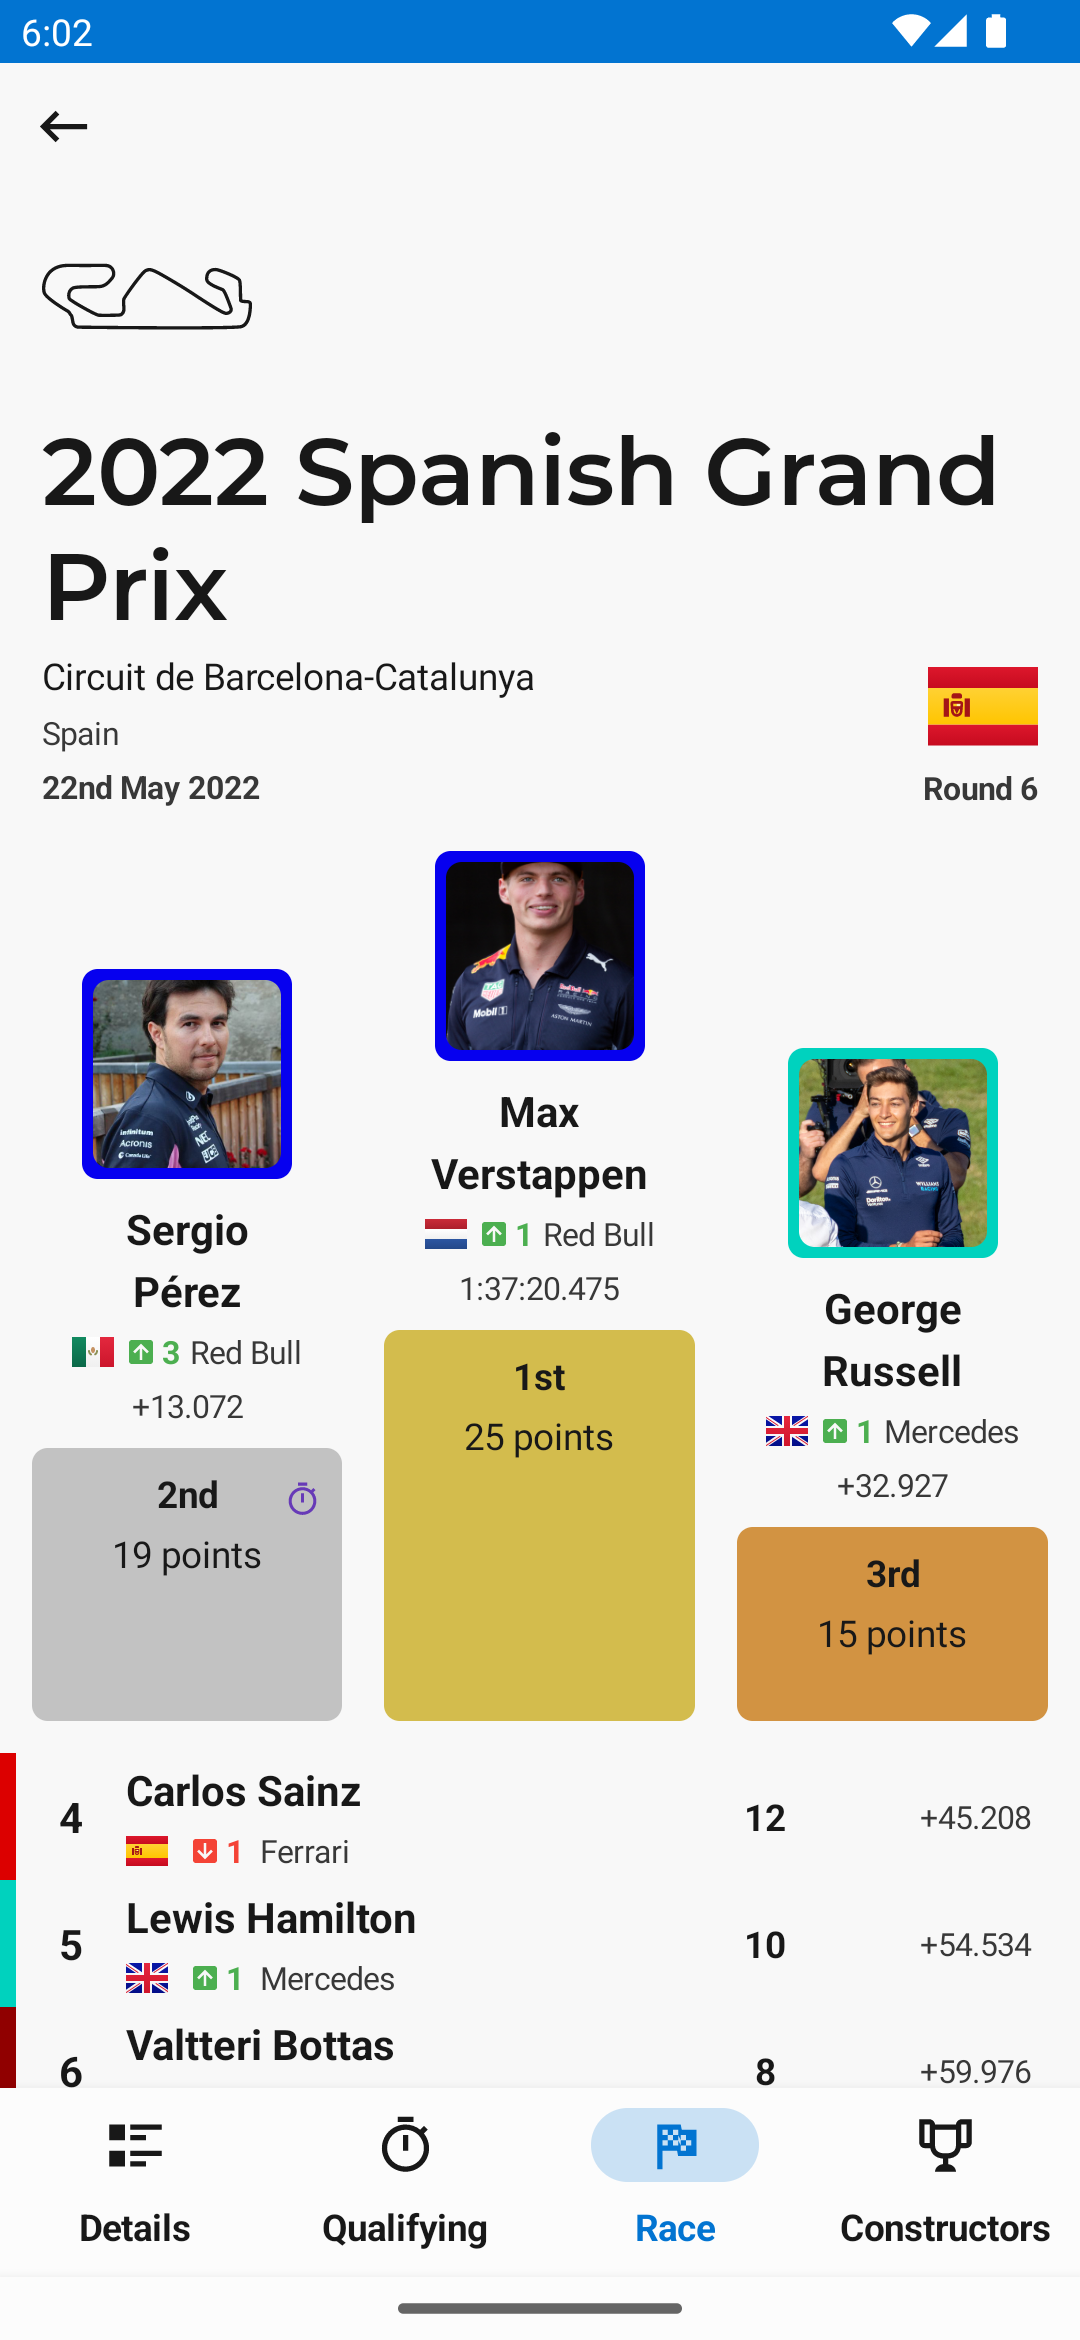 6:02
2022 Spanish Grand
Prix
Circuit de Barcelona-Catalunya
Spain
22nd May 2022
Round 6
Max
Verstappen
1 Red Bull
1:37:20.475
1st
25 points
Sergio
Pérez
3 Red Bull
+13.072
2nd
19 points
George
Russell
1 Mercedes
+32.927
3rd
15 points
4 Carlos Sainz 12 +45.208
1 Ferrari
5 Lewis Hamilton 10 +54.534
1 Mercedes
6 Valtteri Bottas 8 +59.976
Details Qualifying Race Constructors